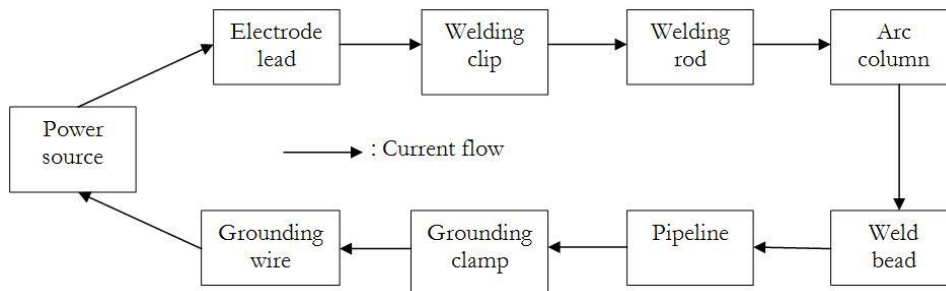 Electrode
lead
Welding
clip
Welding
rod
Arc
column
Power
source
: Current flow
Grounding
wire
Grounding
clamp
Pipeline
Weld
bead